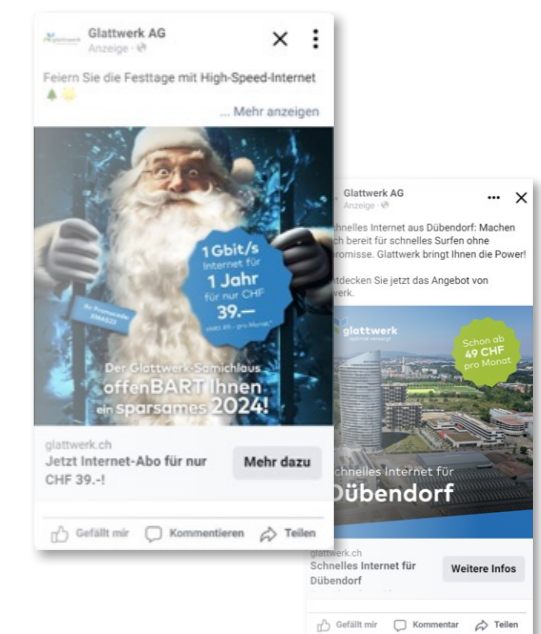 Glattwerk AG
Anzeige
Feiern Sie die Festtage mit High-Speed-Internet
... Mehr anzeigen
1 Gbit/s
Internet für
1 Jahr
für nur CHF
39.—
Ihr Promocode:
Der Glattwerk-Samichlaus
offenBART Ihnen
ein sparsames 2024!
glattwerk.ch
Jetzt Internet-Abo für nur
CHF 39.-!
Mehr dazu
Gefällt mir
Kommentieren
Teilen
Glattwerk AG
Anzeige
hnelles Internet aus Dübendorf: Machen
ch bereit für schnelles Surfen ohne
romisse. Glattwerk bringt Ihnen die Power!
tdecken Sie jetzt das Angebot von
werk.
glattwerk
Schon ab
49 CHF
pro Monat
chnelles Internet für
Dübendorf
glattwerk.ch
Schnelles Internet für
Dübendorf
Weitere Infos
Gefällt mir
Kommentar
Teilen